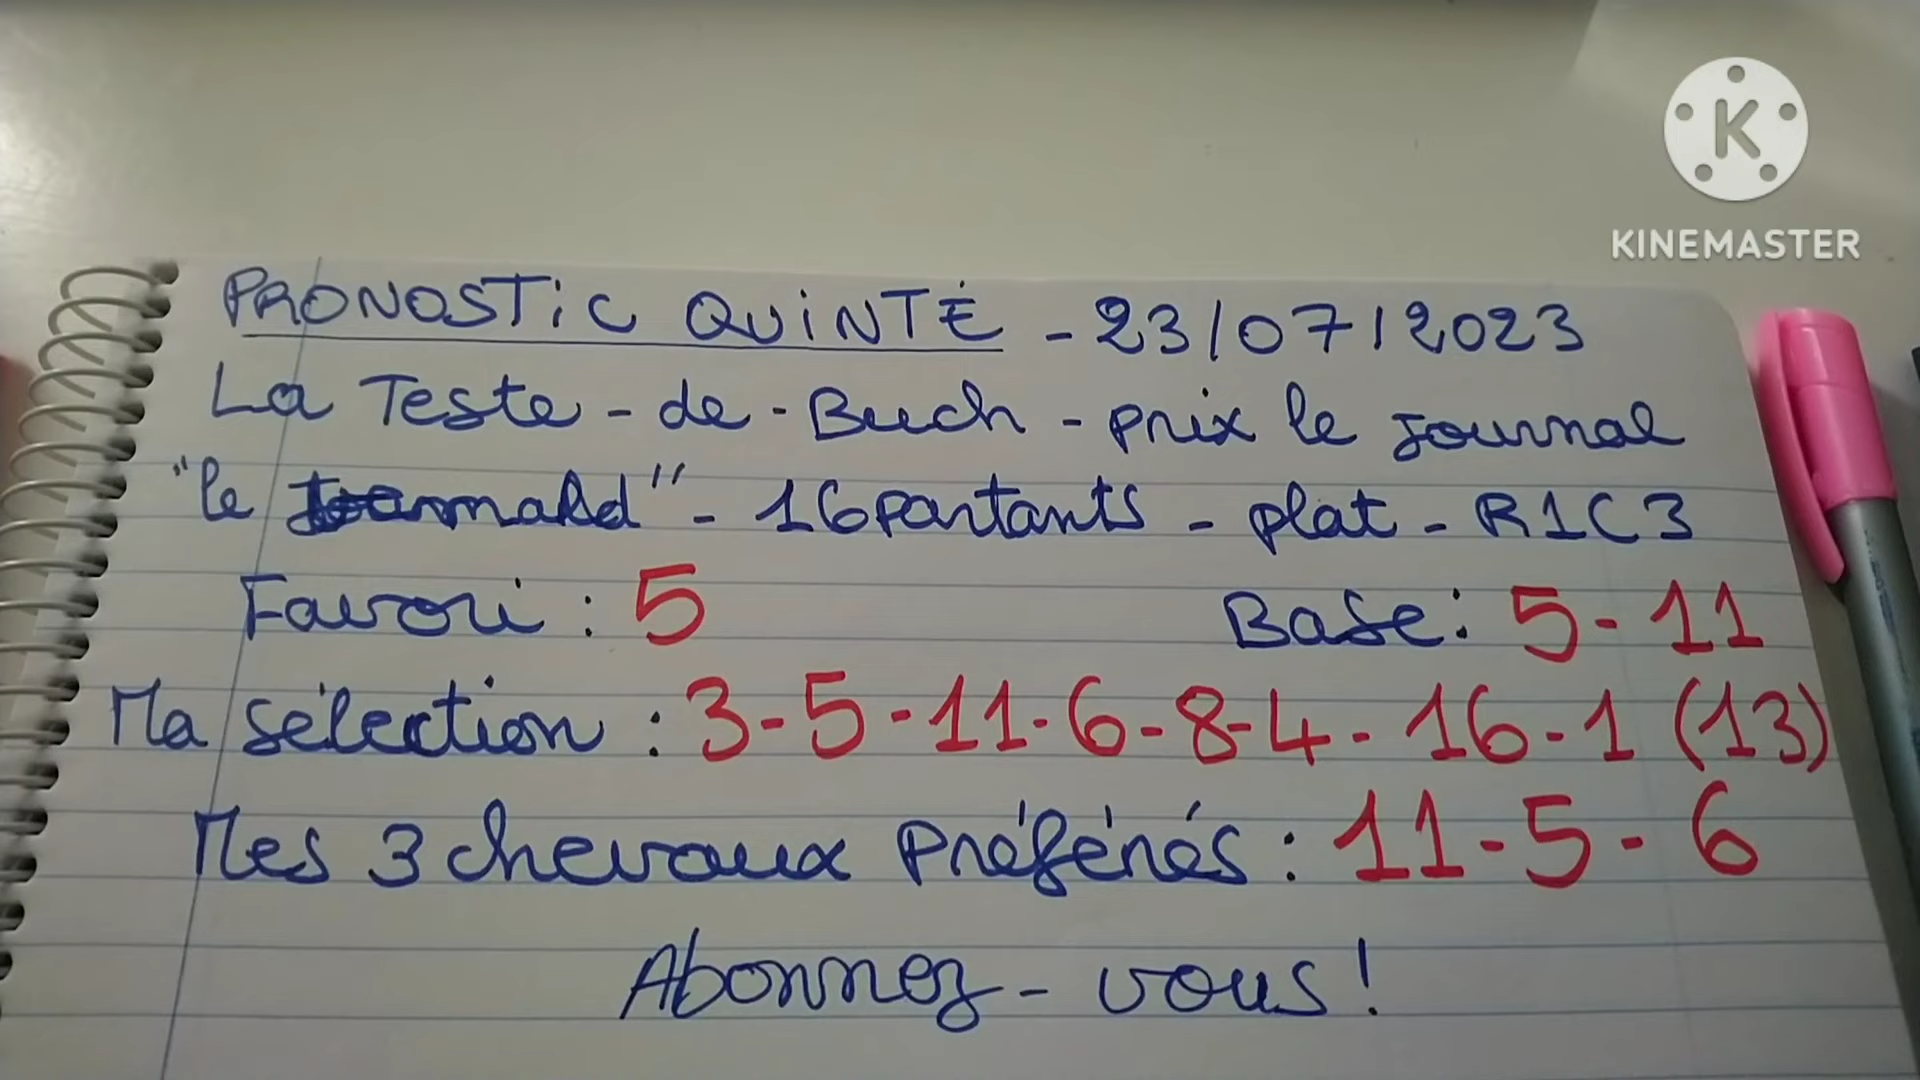 KINEMASTER
PRONOSTIC QUINTÉ - 23/07/2023
La Teste-de-Buch - prix le journal
"le" - 16 partants - plat - R1C3
Favori : 5 Base : 5 - 11
Ma sélection : 3 - 5 - 11 - 6 - 8 - 4 - 16 - 1 (13)
Mes 3 chevaux préférés : 11 - 5 - 6
Abonnez-vous !